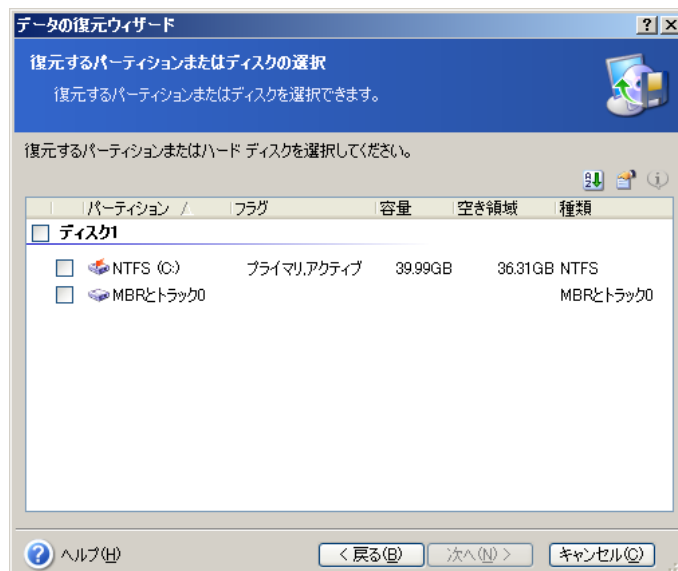 データの復元ウィザード
復元するパーティションまたはディスクの選択
復元するパーティションまたはディスクを選択できます。
復元するパーティションまたはハード ディスクを選択してください。
パーティション / フラグ 容量 空き領域 種類
ディスク1
NTFS (C:) プライマリ,アクティブ 39.99GB 36.31GB NTFS
MBRとトラック0 MBRとトラック0
ヘルプ(H) < 戻る(B) 次へ(N) > キャンセル(C)